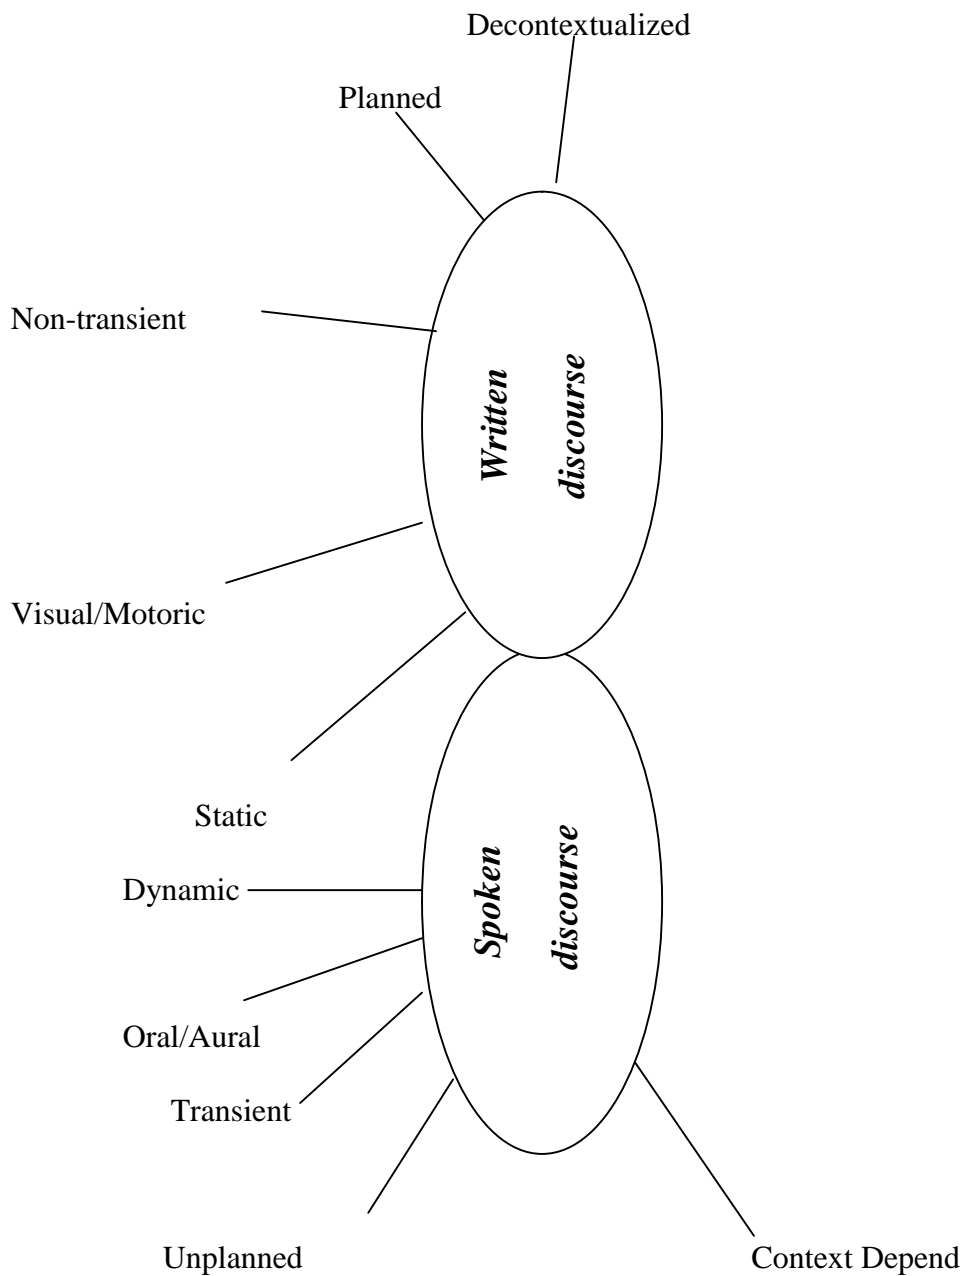 Decontextualized
Planned
Non-transient
Written
discourse
Visual/Motoric
Static
Dynamic
Spoken
discourse
Oral/Aural
Transient
Unplanned
Context Depend